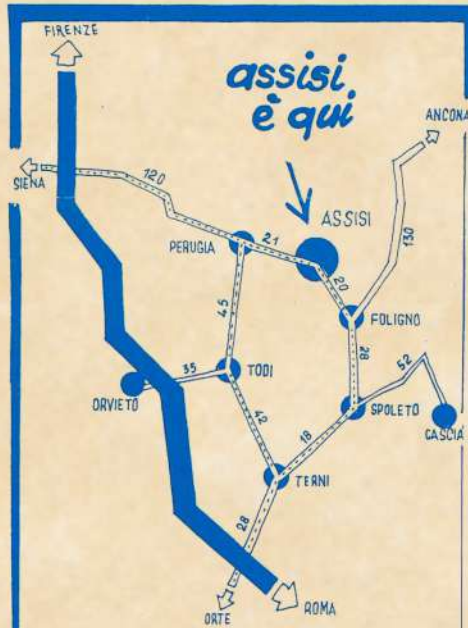 FIRENZE
assisi
è qui
ANCONA
SIENA
120
ASSISI
130
PERUGIA
21
20
FOLIGNO
45
28
52
35
TODI
ORVIETO
42
18
SPOLETO
CASCIA
TERNI
28
ORTE
ROMA